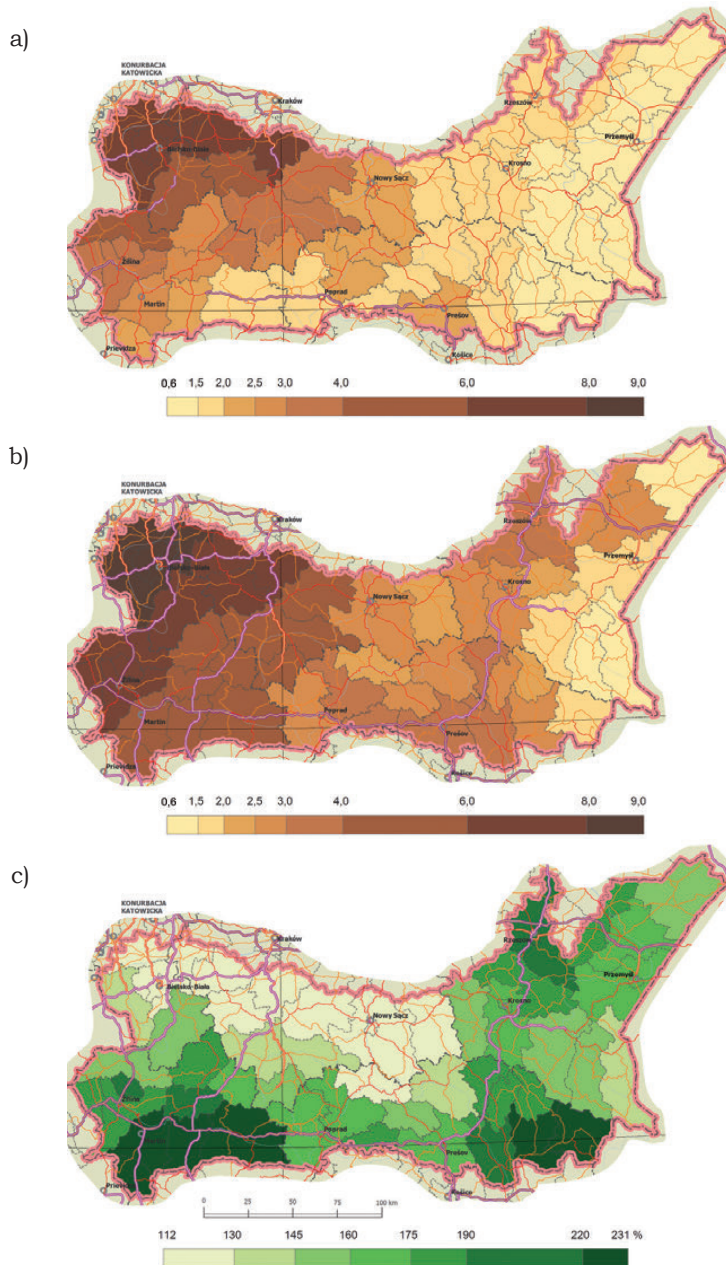 a)
KONURBACJA
KATOWICKA
Kraków
Rzeszów
Bielsko-Biała
Przemyśl
Krosno
Nowy Sącz
Žilina
Martin
Poprad
Prešov
Prievidza
Košice
0,6 1,5 2,0 2,5 3,0 4,0 6,0 8,0 9,0
b)
KONURBACJA
KATOWICKA
Kraków
Rzeszów
Bielsko-Biała
Przemyśl
Krosno
Nowy Sącz
Žilina
Martin
Poprad
Prešov
Prievidza
Košice
0,6 1,5 2,0 2,5 3,0 4,0 6,0 8,0 9,0
c)
KONURBACJA
KATOWICKA
Kraków
Rzeszów
Bielsko-Biała
Przemyśl
Krosno
Nowy Sącz
Žilina
Poprad
Prešov
Košice
0 25 50 75 100 km
112 130 145 160 175 190 220 231 %